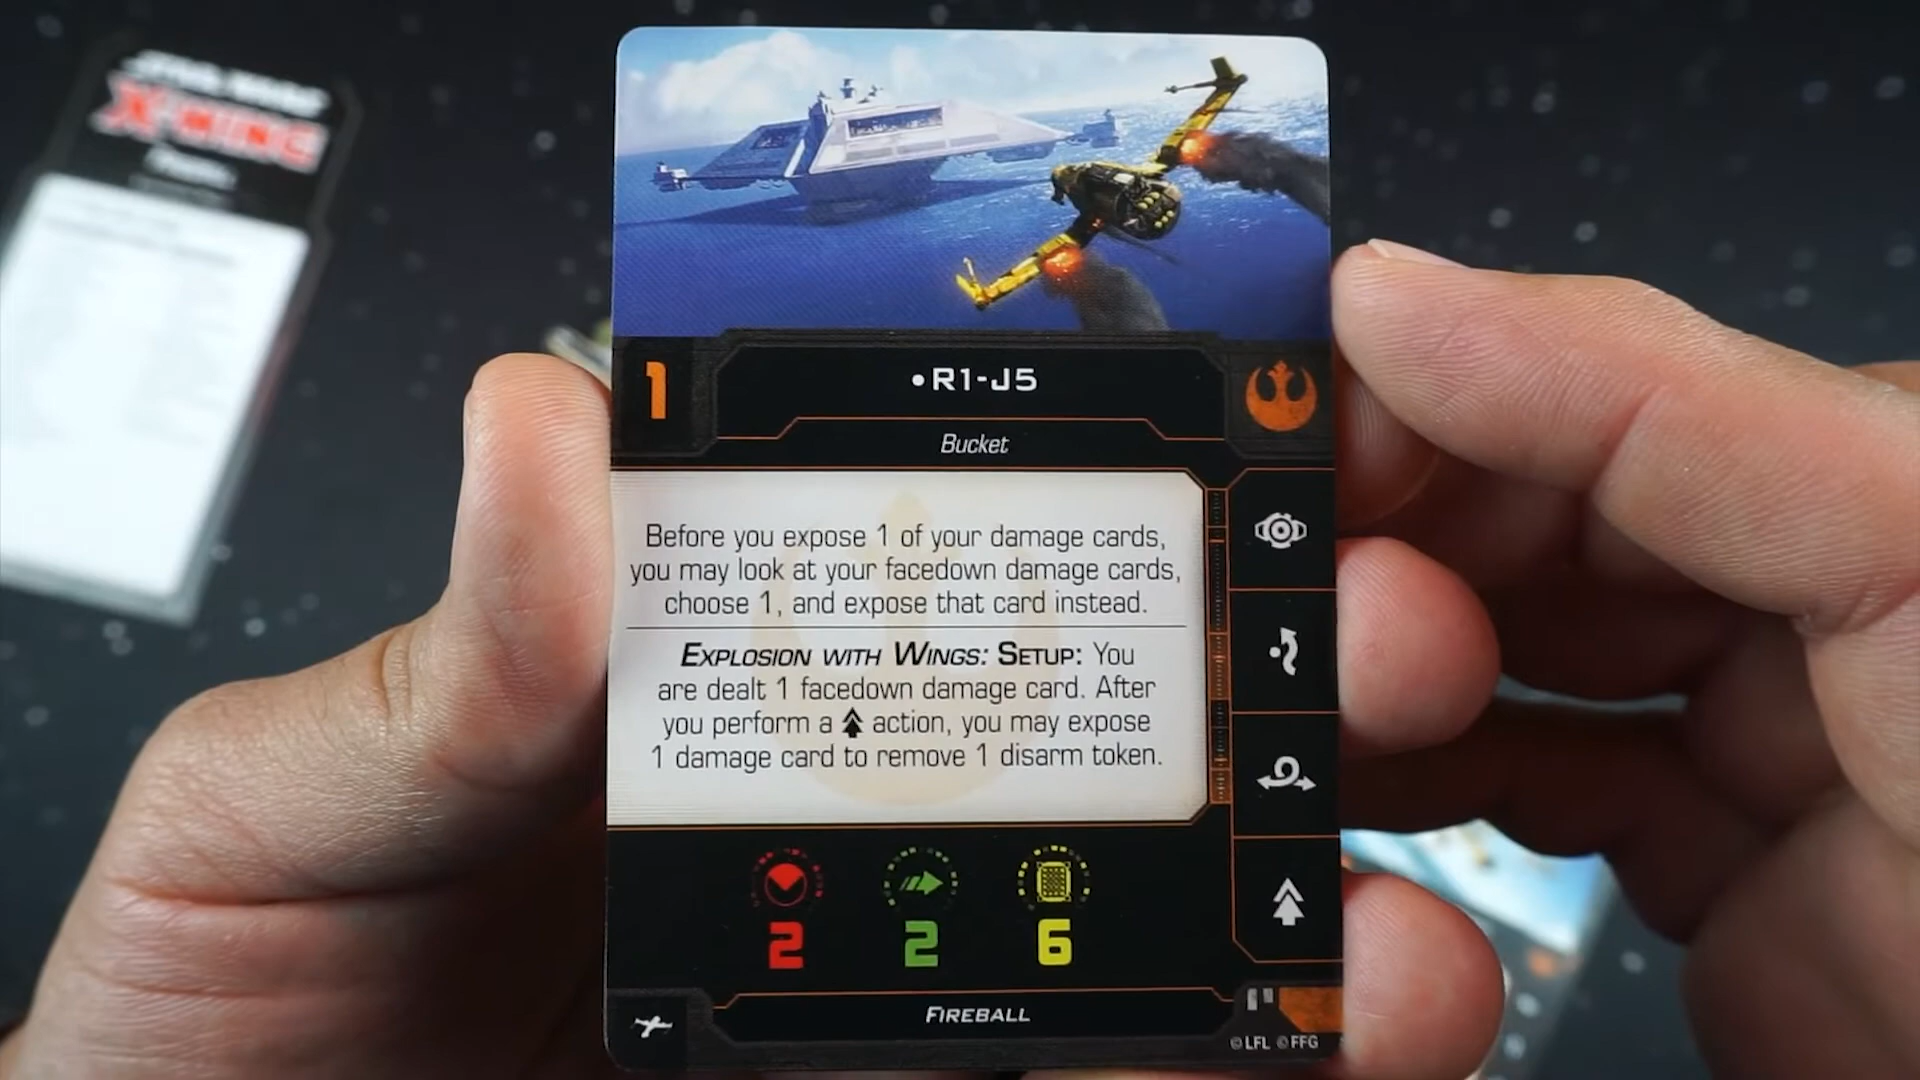 STAR WARS
X-WING
1
•R1-J5
Bucket
Before you expose 1 of your damage cards,
you may look at your facedown damage cards,
choose 1, and expose that card instead.
EXPLOSION WITH WINGS: SETUP: You
are dealt 1 facedown damage card. After
you perform a action, you may expose
1 damage card to remove 1 disarm token.
2 2 6
FIREBALL
©LFL ©FFG